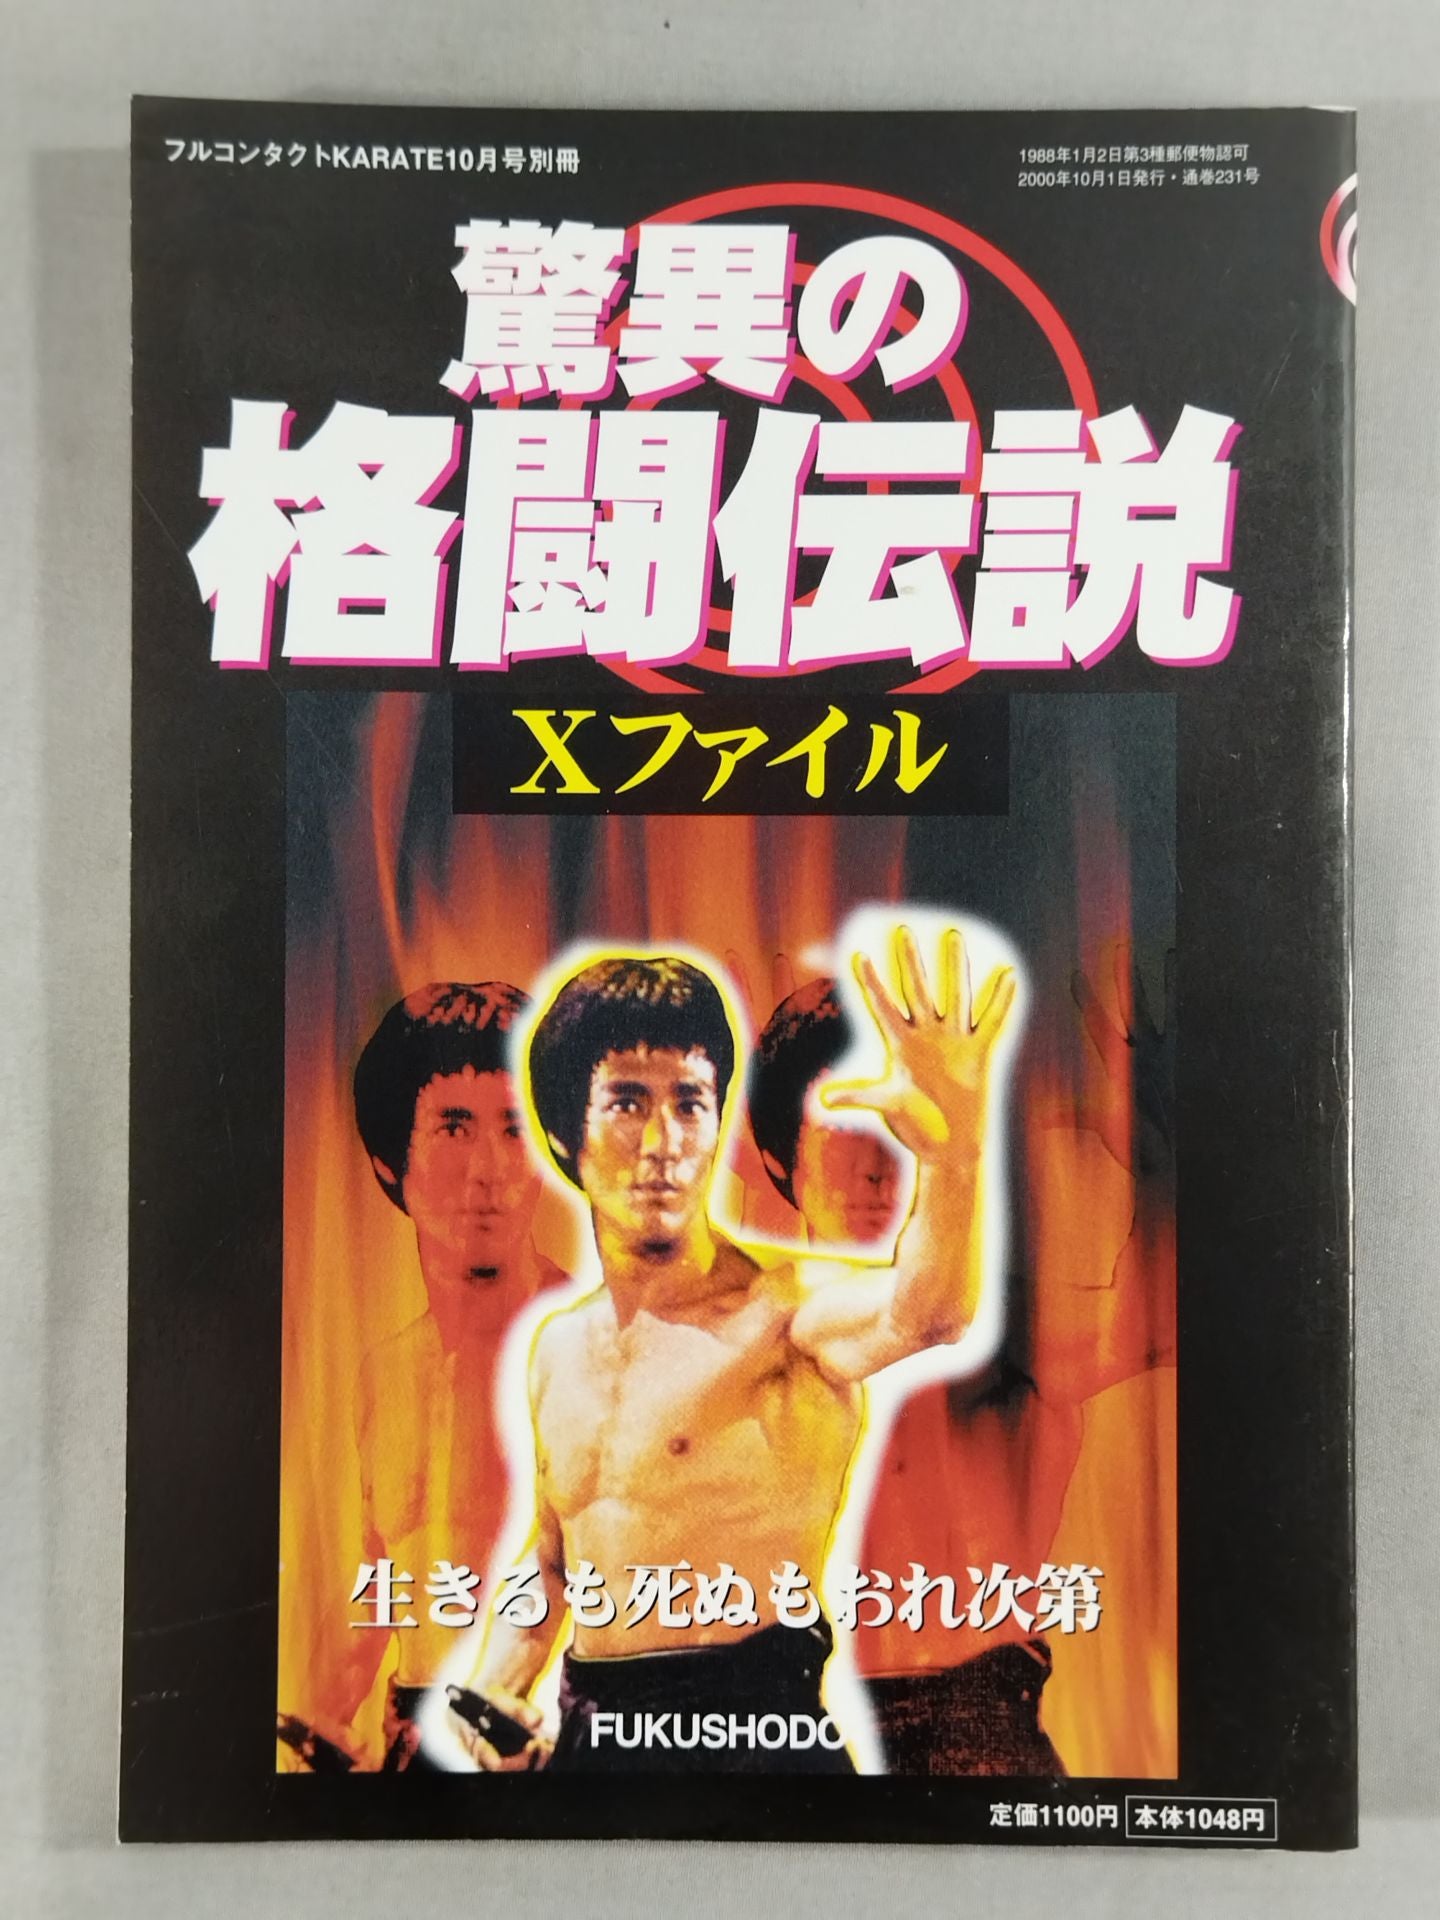 フルコンタクトKARATE10月号別冊
1988年1月2日第3種郵便物認可
2000年10月1日発行・通巻231号
驚異の
格闘伝説
Xファイル
生きるも死ぬもおれ次第
FUKUSHODO
定価1100円 本体1048円